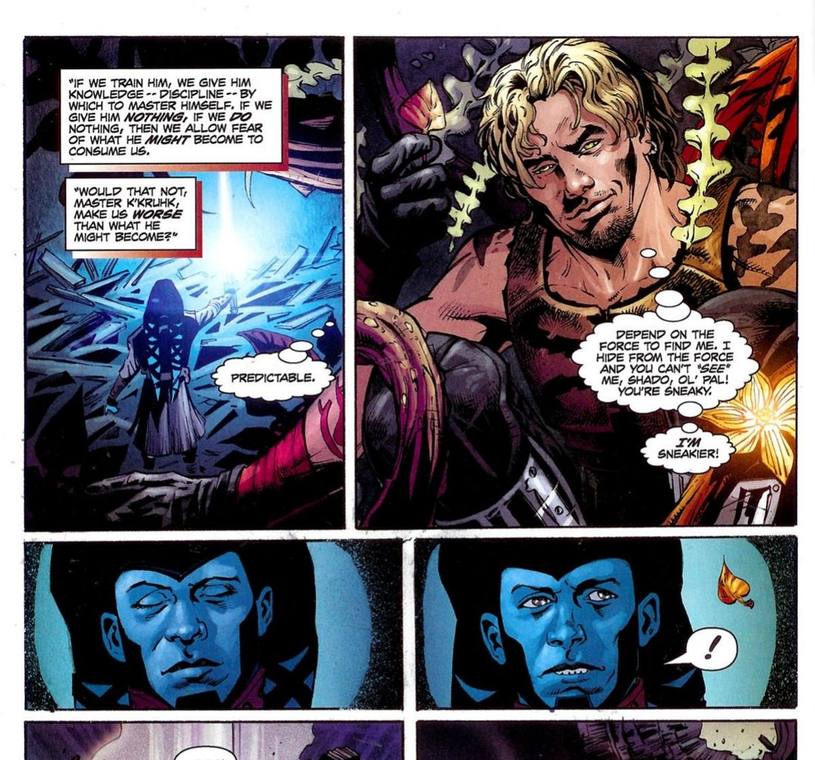 "IF WE TRAIN HIM, WE GIVE HIM
KNOWLEDGE -- DISCIPLINE -- BY
WHICH TO MASTER HIMSELF. IF WE
GIVE HIM NOTHING, IF WE DO
NOTHING, THEN WE ALLOW FEAR
OF WHAT HE MIGHT BECOME TO
CONSUME US.
"WOULD THAT NOT,
MASTER K'KRUHK,
MAKE US WORSE
THAN WHAT HE
MIGHT BECOME?"
PREDICTABLE.
DEPEND ON THE
FORCE TO FIND ME. I
HIDE FROM THE FORCE
AND YOU CAN'T "SEE"
ME, SHADO, OL' PAL!
YOU'RE SNEAKY.
I'M
SNEAKIER!
!